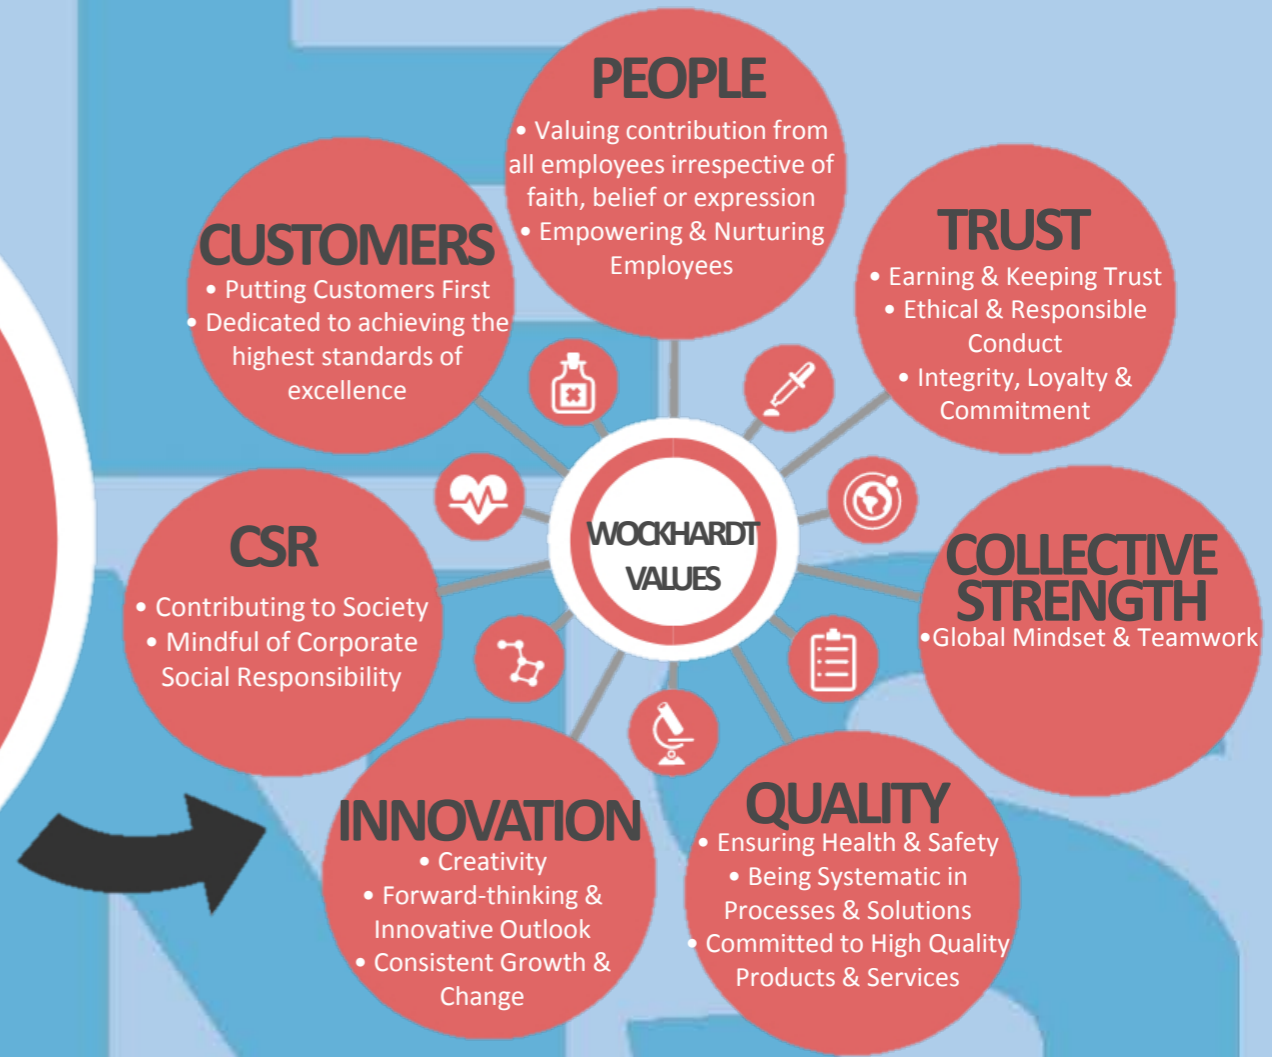 PEOPLE
• Valuing contribution from
all employees irrespective of
faith, belief or expression
• Empowering & Nurturing
Employees
CUSTOMERS
• Putting Customers First
• Dedicated to achieving the
highest standards of
excellence
TRUST
• Earning & Keeping Trust
• Ethical & Responsible
Conduct
• Integrity, Loyalty &
Commitment
WOCKHARDT
VALUES
CSR
• Contributing to Society
• Mindful of Corporate
Social Responsibility
COLLECTIVE
STRENGTH
•Global Mindset & Teamwork
INNOVATION
• Creativity
• Forward-thinking &
Innovative Outlook
• Consistent Growth &
Change
QUALITY
• Ensuring Health & Safety
• Being Systematic in
Processes & Solutions
• Committed to High Quality
Products & Services